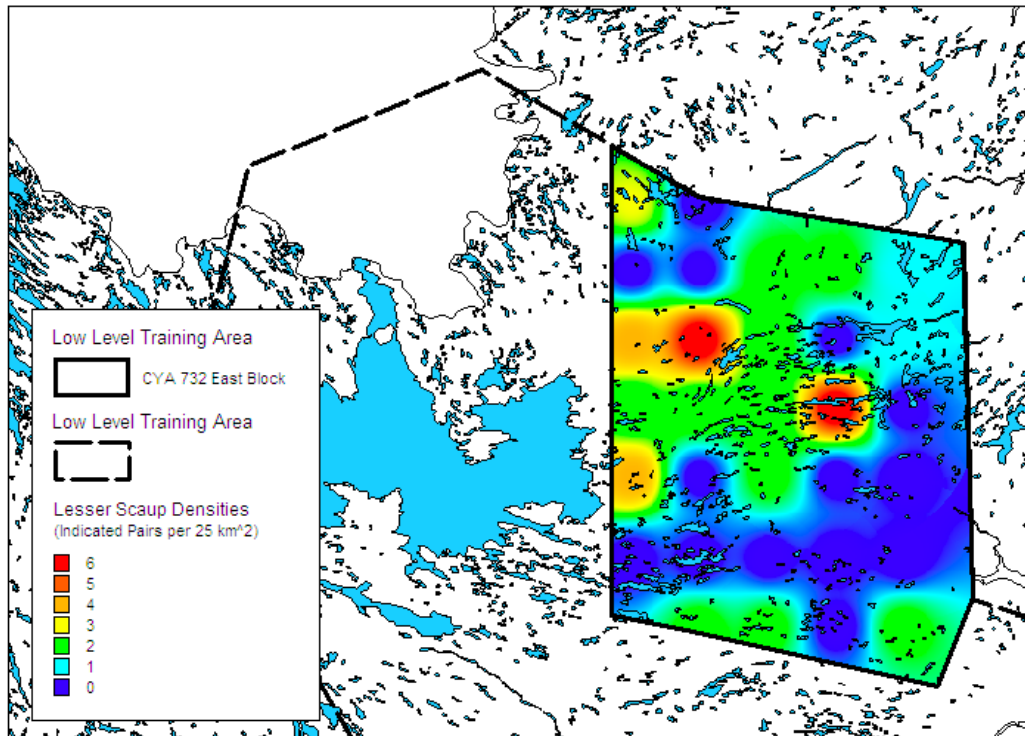 Low Level Training Area
CYA 732 East Block
Low Level Training Area
Lesser Scaup Densities
(Indicated Pairs per 25 km^2)
6
5
4
3
2
1
0